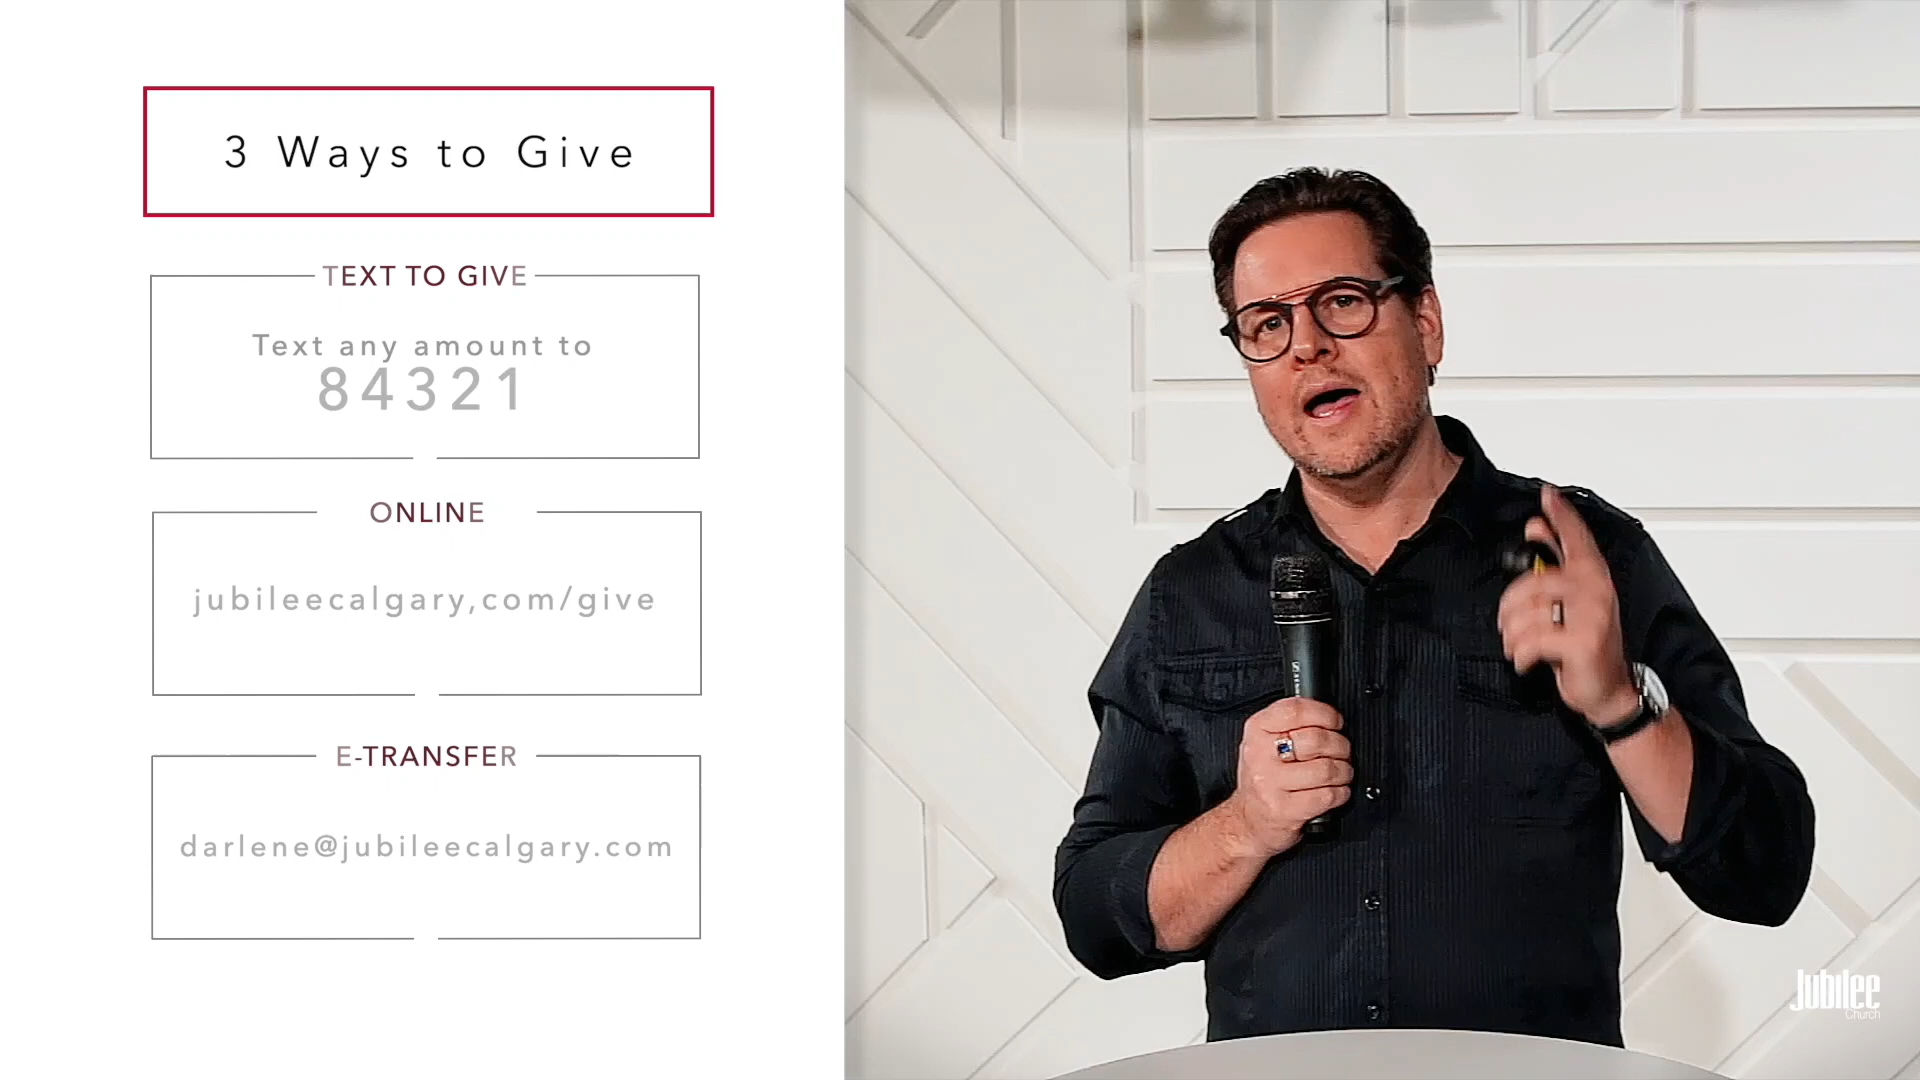 3 Ways to Give
TEXT TO GIVE
Text any amount to
84321
ONLINE
jubileecalgary,com/give
E-TRANSFER
darlene@jubileecalgary.com
Jubilee
Church